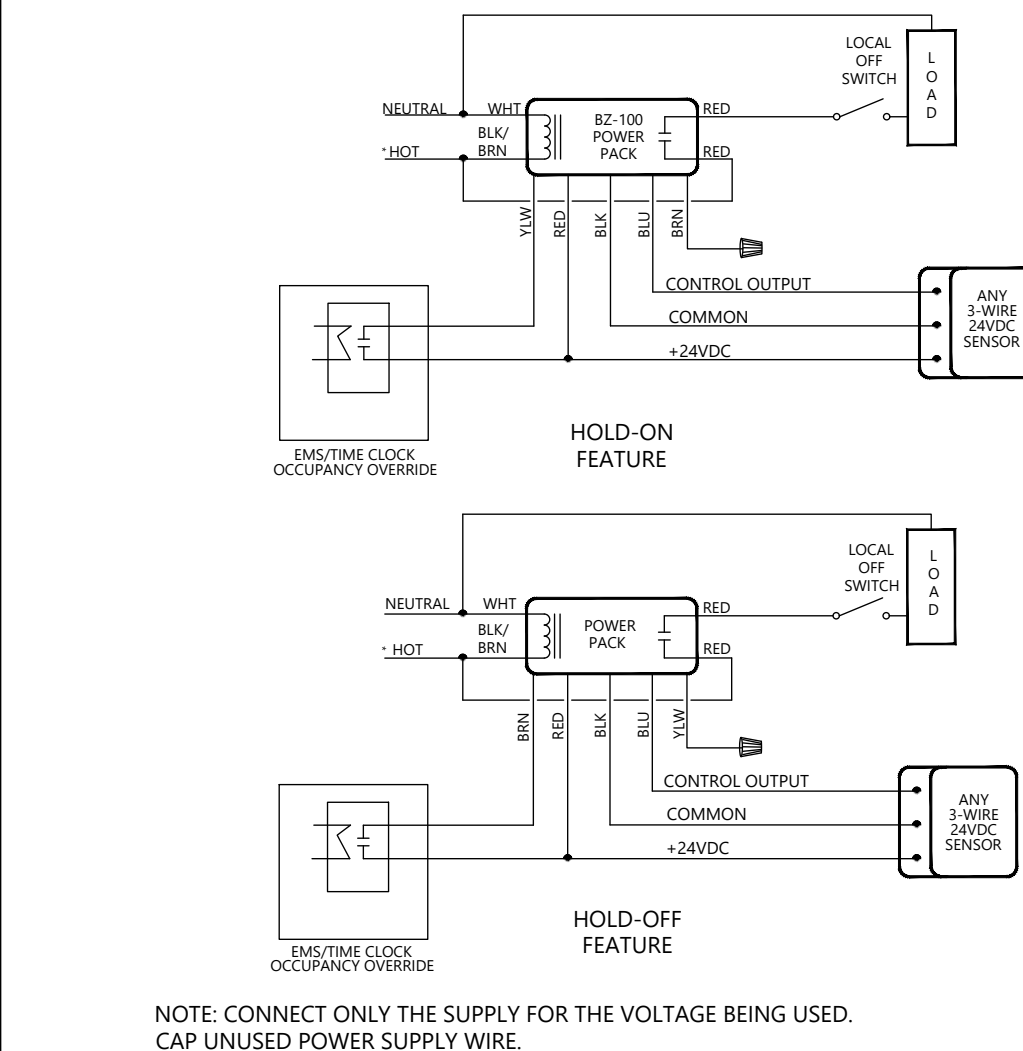 LOCAL
OFF
SWITCH
L
O
A
D
NEUTRAL
WHT
BZ-100
POWER
PACK
RED
BLK/
BRN
* HOT
RED
YLW
RED
BLK
BLU
BRN
CONTROL OUTPUT
COMMON
+24VDC
ANY
3-WIRE
24VDC
SENSOR
EMS/TIME CLOCK
OCCUPANCY OVERRIDE
HOLD-ON
FEATURE
LOCAL
OFF
SWITCH
L
O
A
D
NEUTRAL
WHT
POWER
PACK
RED
BLK/
BRN
* HOT
RED
BRN
RED
BLK
BLU
YLW
CONTROL OUTPUT
COMMON
+24VDC
ANY
3-WIRE
24VDC
SENSOR
EMS/TIME CLOCK
OCCUPANCY OVERRIDE
HOLD-OFF
FEATURE
NOTE: CONNECT ONLY THE SUPPLY FOR THE VOLTAGE BEING USED.
CAP UNUSED POWER SUPPLY WIRE.